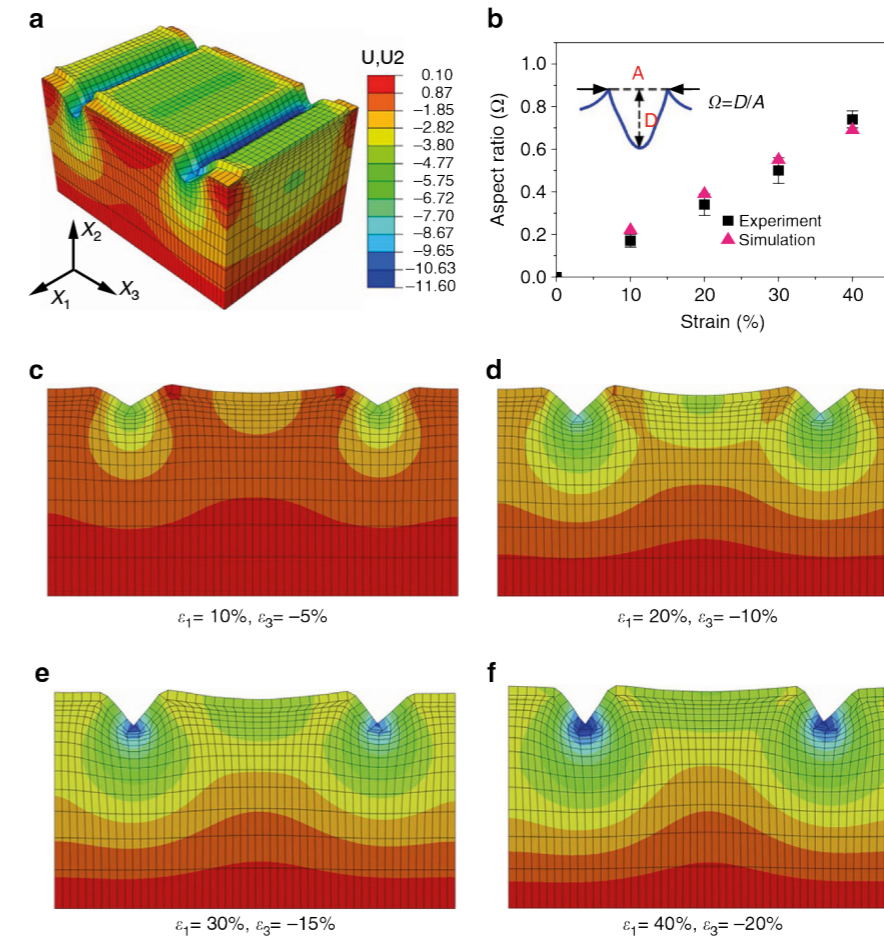 a
U,U2
0.10
0.87
−1.85
−2.82
−3.80
−4.77
−5.75
−6.72
−7.70
−8.67
−9.65
−10.63
−11.60
X2
X1
X3
b
Aspect ratio (Ω)
1.0
0.8
0.6
0.4
0.2
0.0
A
D
Ω=D/A
Experiment
Simulation
0 10 20 30 40
Strain (%)
c
ε1= 10%, ε3= −5%
d
ε1= 20%, ε3= −10%
e
ε1= 30%, ε3= −15%
f
ε1= 40%, ε3= −20%